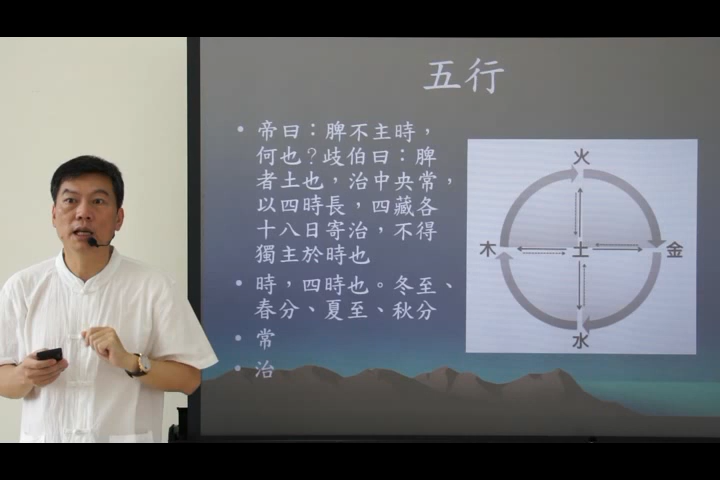 五行
• 帝曰：脾不主時，
何也？歧伯曰：脾
者土也，治中央常，
以四時長，四藏各
十八日寄治，不得
獨主於時也
• 時，四時也。冬至、
春分、夏至、秋分
• 常
• 治
火
木 土 金
水